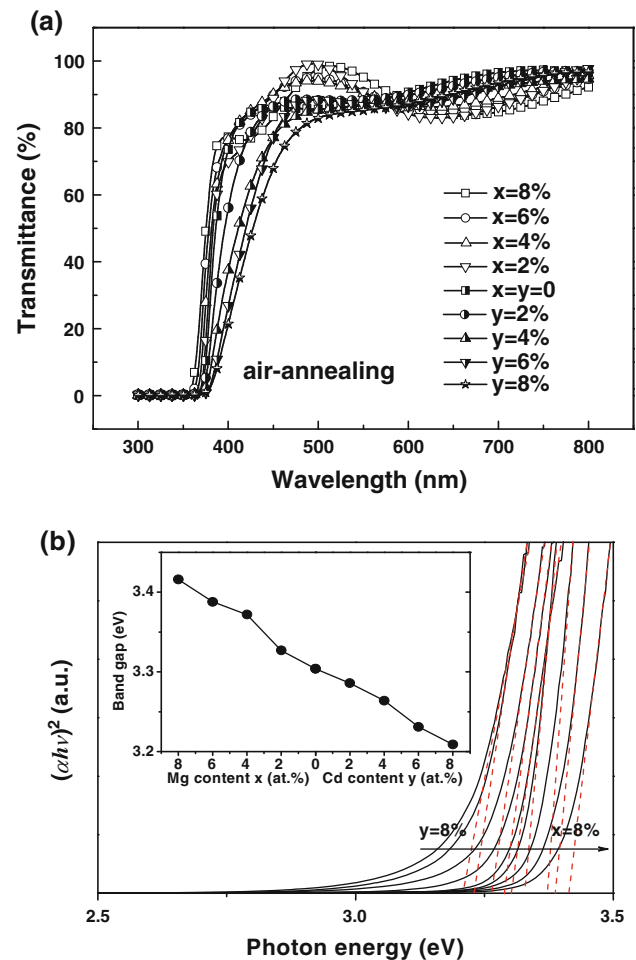 (a)
100
80
60
40
20
0
Transmittance (%)
x=8%
x=6%
x=4%
x=2%
x=y=0
y=2%
y=4%
y=6%
y=8%
air-annealing
300 400 500 600 700 800
Wavelength (nm)
(b)
3.4
3.3
3.2
Band gap (eV)
8 6 4 2 0 2 4 6 8
Mg content x (at.%) Cd content y (at.%)
(αhν)² (a.u.)
y=8% x=8%
2.5 3.0 3.5
Photon energy (eV)